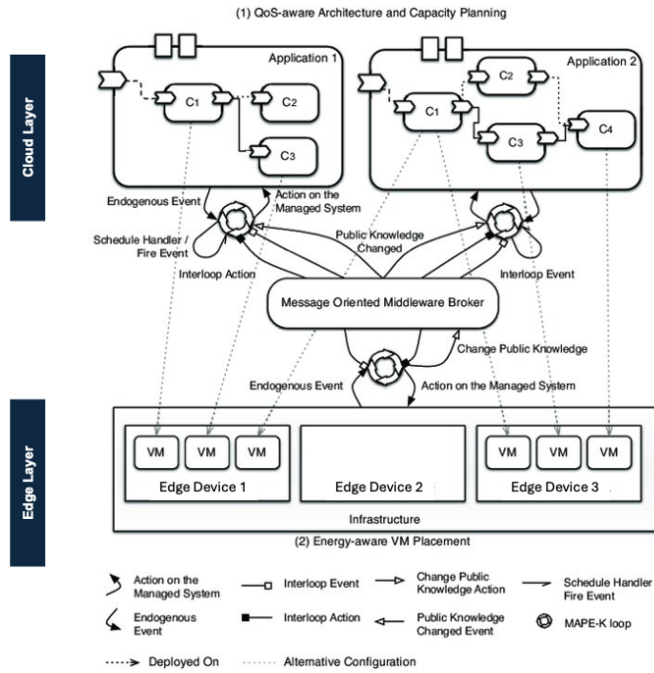 (1) QoS-aware Architecture and Capacity Planning
Cloud Layer
Application 1
C1
C2
C3
Application 2
C1
C2
C3
C4
Endogenous Event
Action on the
Managed System
Schedule Handler /
Fire Event
Public Knowledge
Changed
Interloop Action
Interloop Event
Message Oriented Middleware Broker
Change Public Knowledge
Endogenous Event
Action on the Managed System
Edge Layer
VM
VM
VM
Edge Device 1
Edge Device 2
VM
VM
VM
Edge Device 3
Infrastructure
(2) Energy-aware VM Placement
Action on the
Managed System
Interloop Event
Change Public
Knowledge Action
Schedule Handler
Fire Event
Endogenous
Event
Interloop Action
Public Knowledge
Changed Event
MAPE-K loop
Deployed On
Alternative Configuration